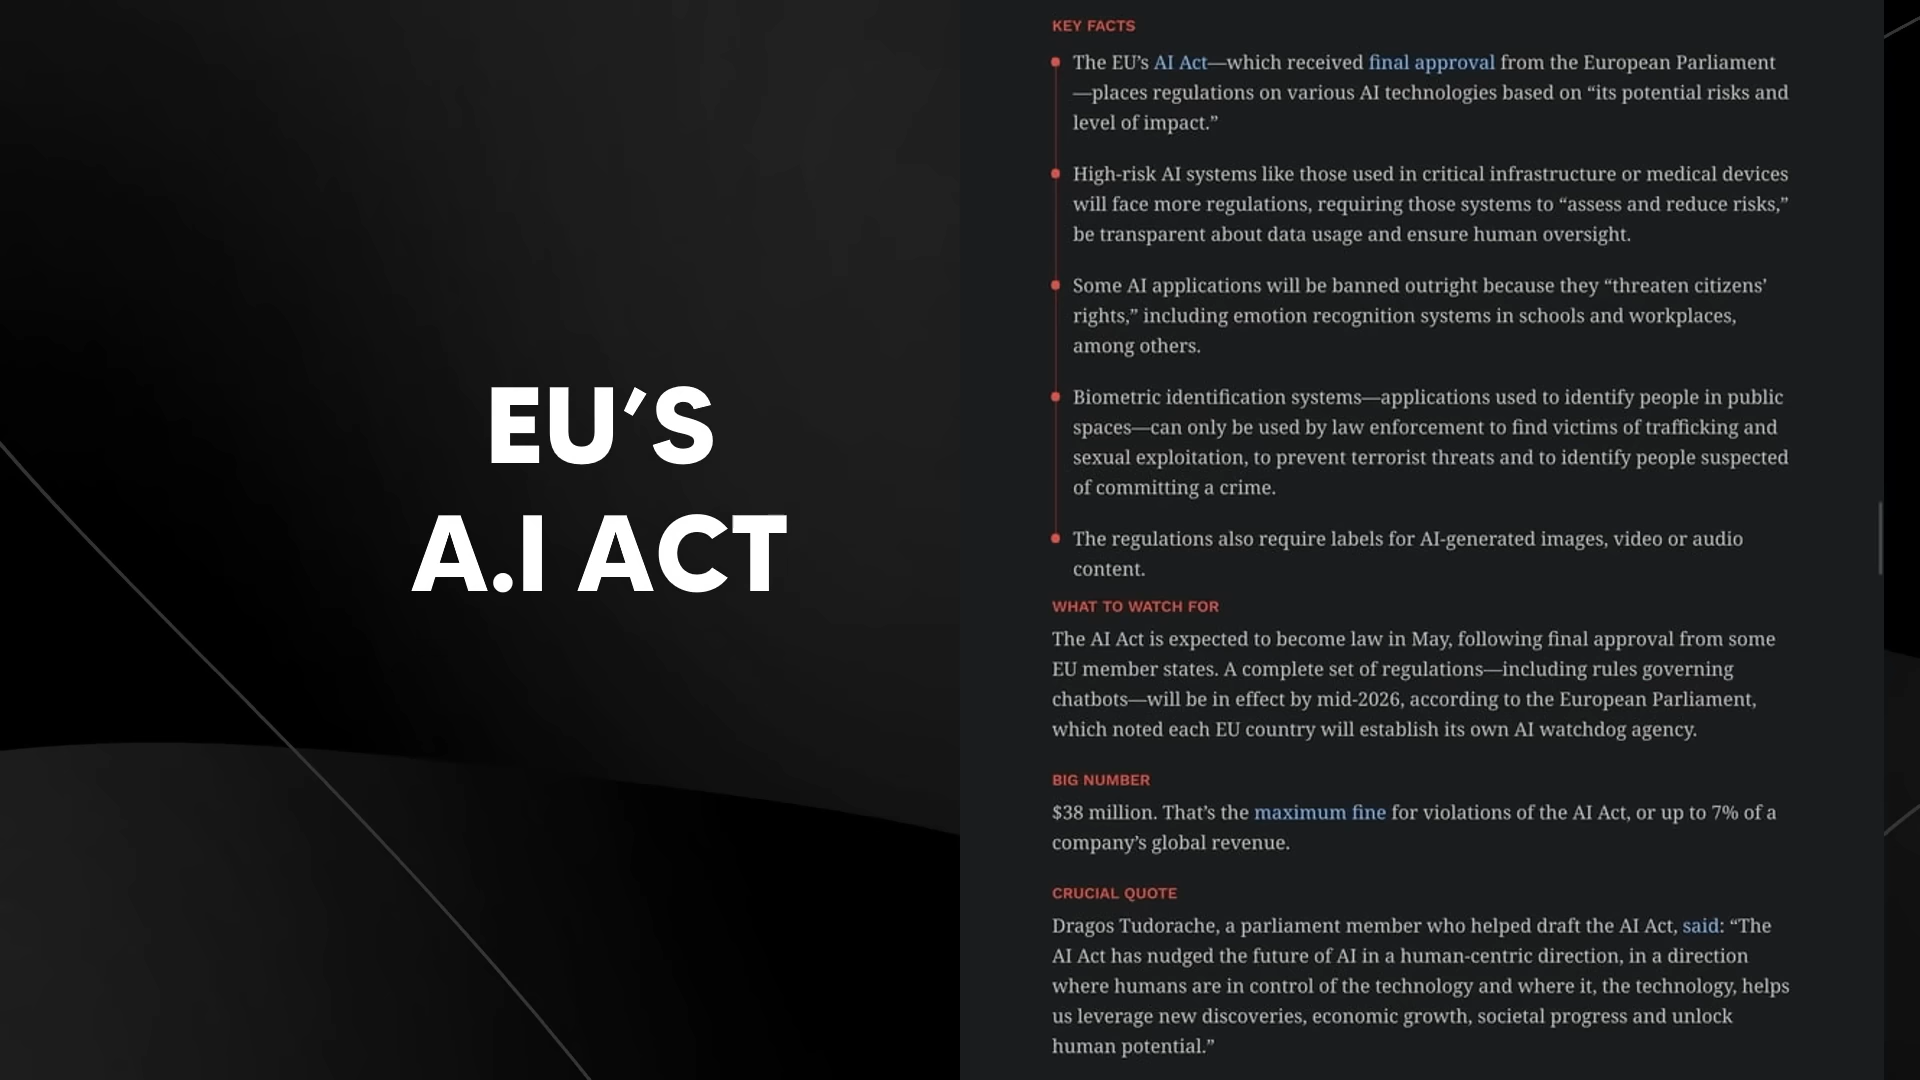 EU’S
A.I ACT
KEY FACTS
The EU’s AI Act—which received final approval from the European Parliament
—places regulations on various AI technologies based on “its potential risks and
level of impact.”
High-risk AI systems like those used in critical infrastructure or medical devices
will face more regulations, requiring those systems to “assess and reduce risks,”
be transparent about data usage and ensure human oversight.
Some AI applications will be banned outright because they “threaten citizens’
rights,” including emotion recognition systems in schools and workplaces,
among others.
Biometric identification systems—applications used to identify people in public
spaces—can only be used by law enforcement to find victims of trafficking and
sexual exploitation, to prevent terrorist threats and to identify people suspected
of committing a crime.
The regulations also require labels for AI-generated images, video or audio
content.
WHAT TO WATCH FOR
The AI Act is expected to become law in May, following final approval from some
EU member states. A complete set of regulations—including rules governing
chatbots—will be in effect by mid-2026, according to the European Parliament,
which noted each EU country will establish its own AI watchdog agency.
BIG NUMBER
$38 million. That’s the maximum fine for violations of the AI Act, or up to 7% of a
company’s global revenue.
CRUCIAL QUOTE
Dragos Tudorache, a parliament member who helped draft the AI Act, said: “The
AI Act has nudged the future of AI in a human-centric direction, in a direction
where humans are in control of the technology and where it, the technology, helps
us leverage new discoveries, economic growth, societal progress and unlock
human potential.”